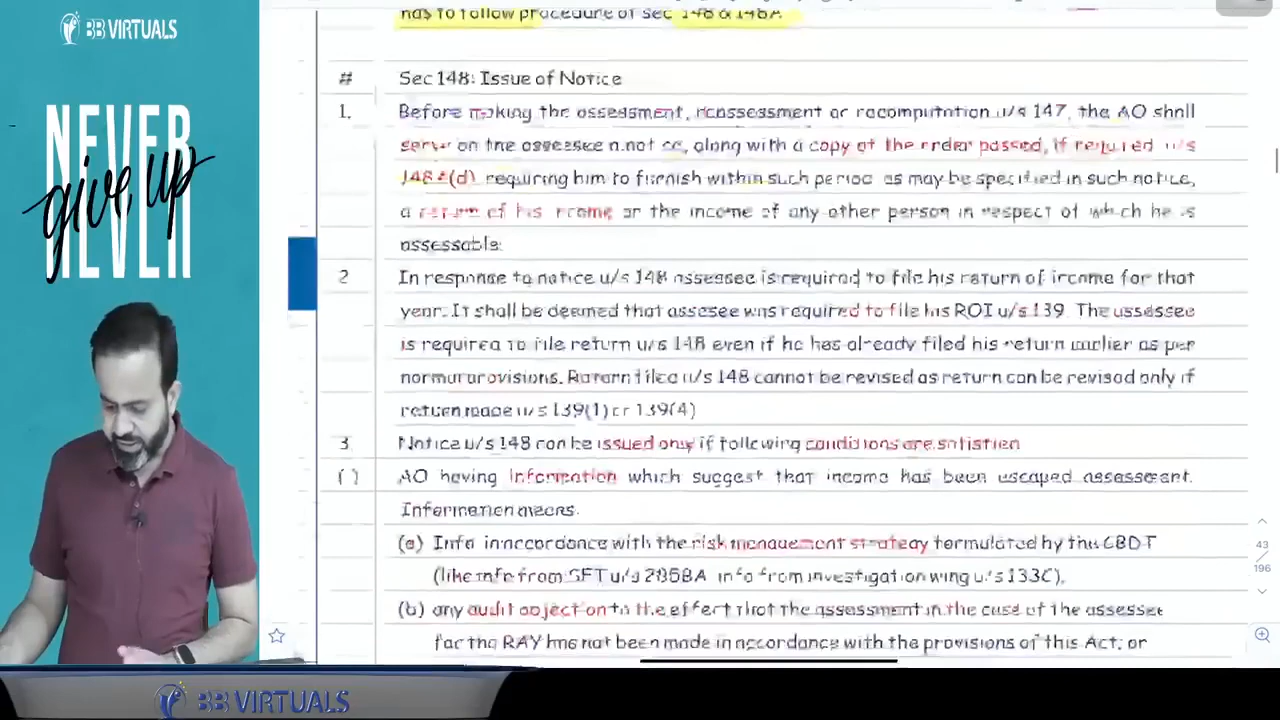 BB VIRTUALS
NEVER
give up
NEVER
has to follow procedure of sec 148 & 148A.
# Sec 148: Issue of Notice
1. Before making the assessment, reassessment or recomputation u/s 147, the AO shall
serve on the assessee a notice, along with a copy of the order passed, if required u/s
148A(d) requiring him to furnish within such period as may be specified in such notice,
a return of his income or the income of any other person in respect of which he is
assessable.
2 In response to notice u/s 148 assessee is required to file his return of income for that
year. It shall be deemed that assesee was required to file his ROI u/s 139. The assessee
is required to file return u/s 148 even if he has already filed his return earlier as per
normal provisions. Return filed u/s 148 cannot be revised as return can be revised only if
return made u/s 139(1) or 139(4)
3. Notice u/s 148 can be issued only if following conditions are satisfied
( ) AO having information which suggest that income has been escaped assessment.
Information means.
(a) Info in accordance with the risk management strategy formulated by the CBDT
(like info from SFT u/s 285BA info from investigation wing u/s 133C),
(b) any audit objection to the effect that the assessment in the case of the assessee
for the RAY has not been made in accordance with the provisions of this Act; or
43
196
BB VIRTUALS